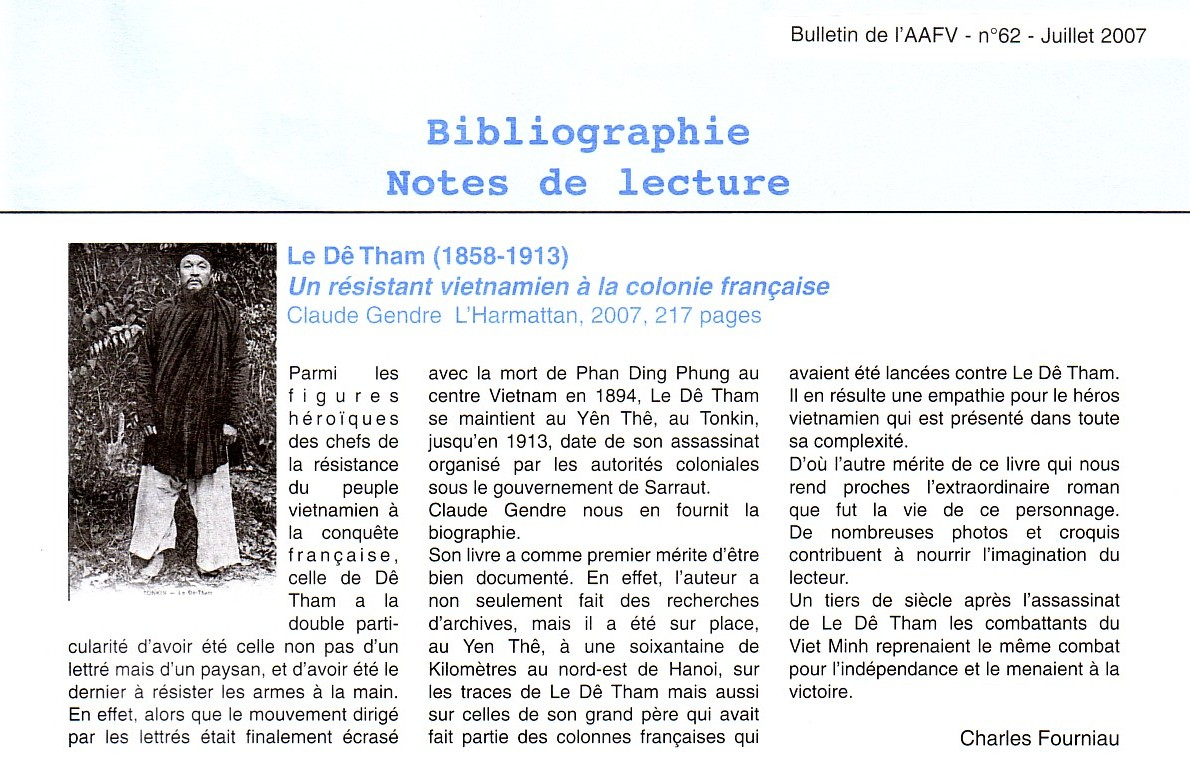 Bulletin de l'AAFV - n°62 - Juillet 2007
Bibliographie
Notes de lecture
Le Dê Tham (1858-1913)
Un résistant vietnamien à la colonie française
Claude Gendre L'Harmattan, 2007, 217 pages
TONKIN — Le Dê-Tham
Parmi les
figures
héroïques
des chefs de
la résistance
du peuple
vietnamien à
la conquête
française,
celle de Dê
Tham a la
double parti-
cularité d'avoir été celle non pas d'un
lettré mais d'un paysan, et d'avoir été le
dernier à résister les armes à la main.
En effet, alors que le mouvement dirigé
par les lettrés était finalement écrasé
avec la mort de Phan Ding Phung au
centre Vietnam en 1894, Le Dê Tham
se maintient au Yên Thê, au Tonkin,
jusqu'en 1913, date de son assassinat
organisé par les autorités coloniales
sous le gouvernement de Sarraut.
Claude Gendre nous en fournit la
biographie.
Son livre a comme premier mérite d'être
bien documenté. En effet, l'auteur a
non seulement fait des recherches
d'archives, mais il a été sur place,
au Yen Thê, à une soixantaine de
Kilomètres au nord-est de Hanoi, sur
les traces de Le Dê Tham mais aussi
sur celles de son grand père qui avait
fait partie des colonnes françaises qui
avaient été lancées contre Le Dê Tham.
Il en résulte une empathie pour le héros
vietnamien qui est présenté dans toute
sa complexité.
D'où l'autre mérite de ce livre qui nous
rend proches l'extraordinaire roman
que fut la vie de ce personnage.
De nombreuses photos et croquis
contribuent à nourrir l'imagination du
lecteur.
Un tiers de siècle après l'assassinat
de Le Dê Tham les combattants du
Viet Minh reprenaient le même combat
pour l'indépendance et le menaient à la
victoire.
Charles Fourniau